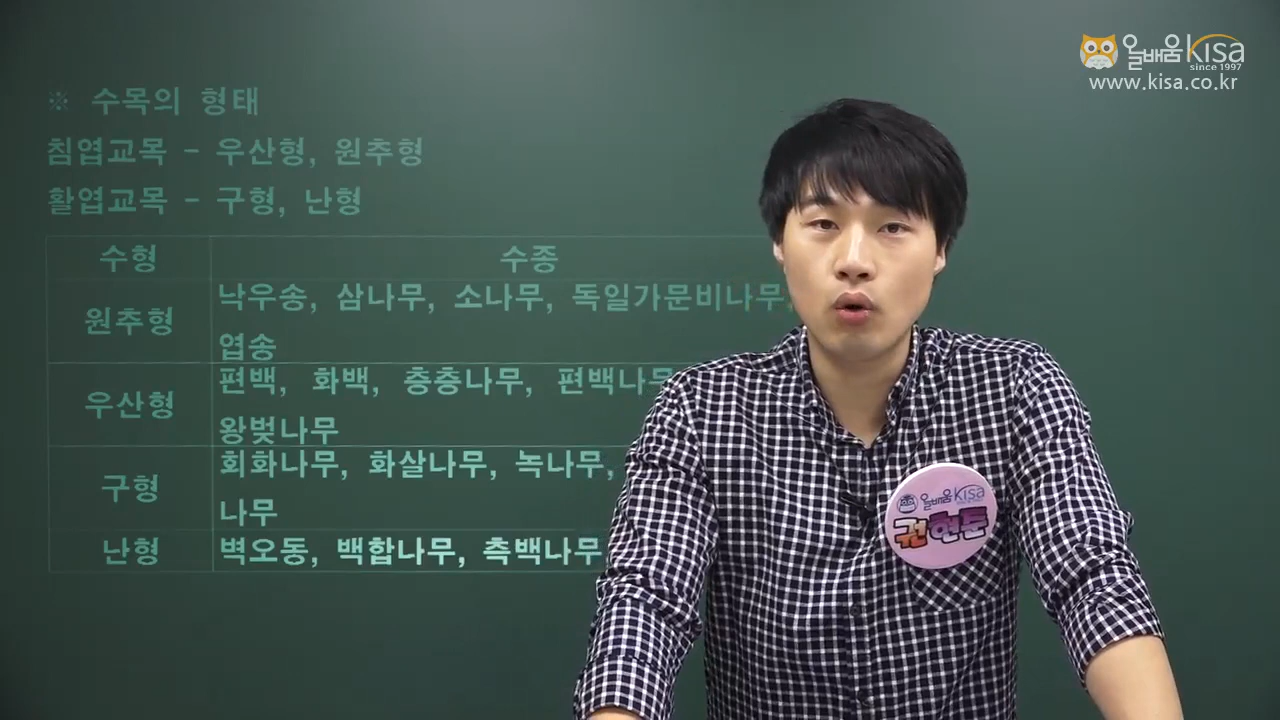 올배움kisa
since 1997
www.kisa.co.kr
※ 수목의 형태
침엽교목 - 우산형, 원추형
활엽교목 - 구형, 난형
수형 수종
원추형 낙우송, 삼나무, 소나무, 독일가문비나무,
엽송
우산형 편백, 화백, 층층나무, 편백나무
왕벚나무
구형 회화나무, 화살나무, 녹나무,
나무
난형 벽오동, 백합나무, 측백나무
올배움kisa
권현준